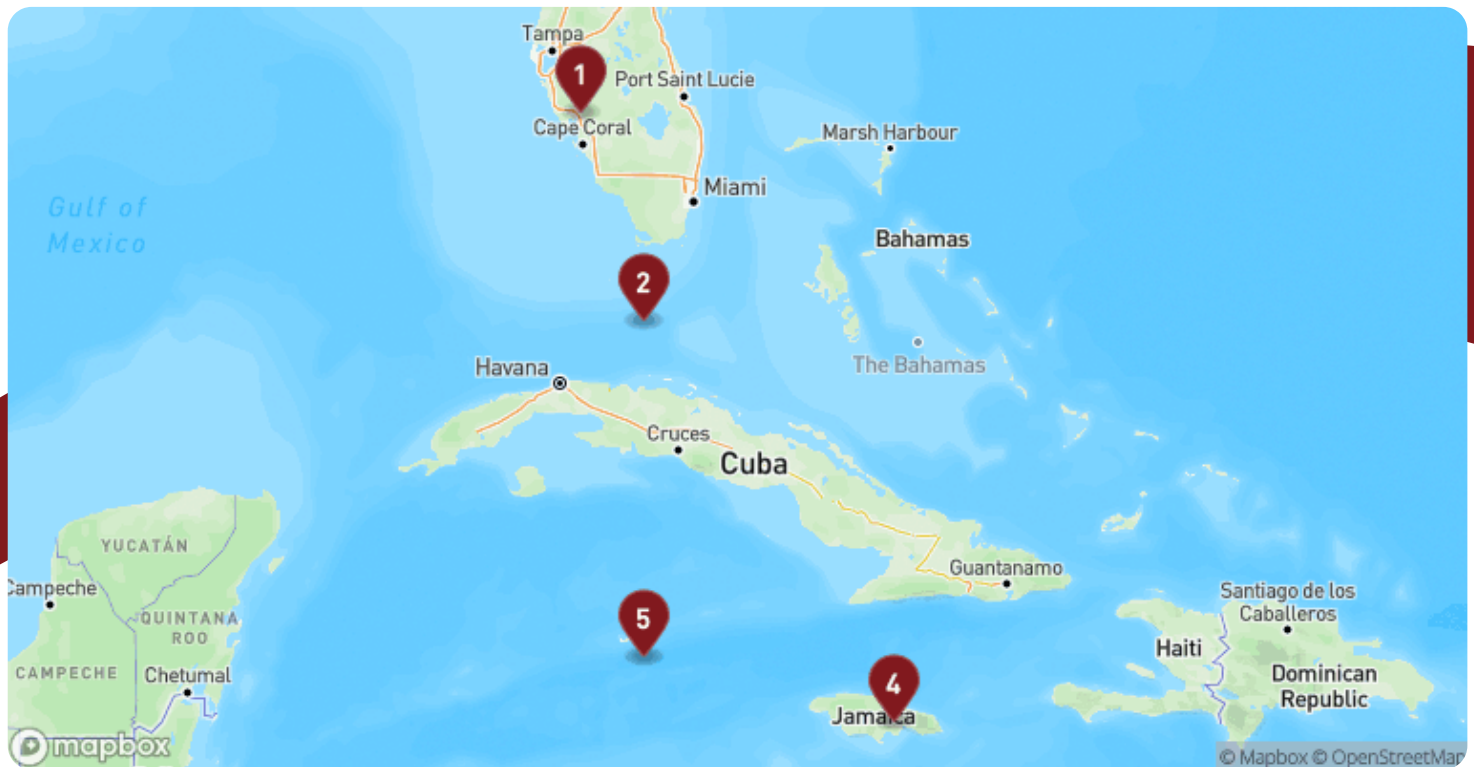 Tampa
1
Port Saint Lucie
Cape Coral
Marsh Harbour
Miami
Gulf of
Mexico
Bahamas
2
Havana
The Bahamas
Cruces
Cuba
YUCATÁN
Guantanamo
Campeche
Santiago de los
Caballeros
QUINTANA
ROO
5
Haiti
CAMPECHE
Chetumal
4
Dominican
Republic
Jamaica
mapbox
© Mapbox © OpenStreetMap